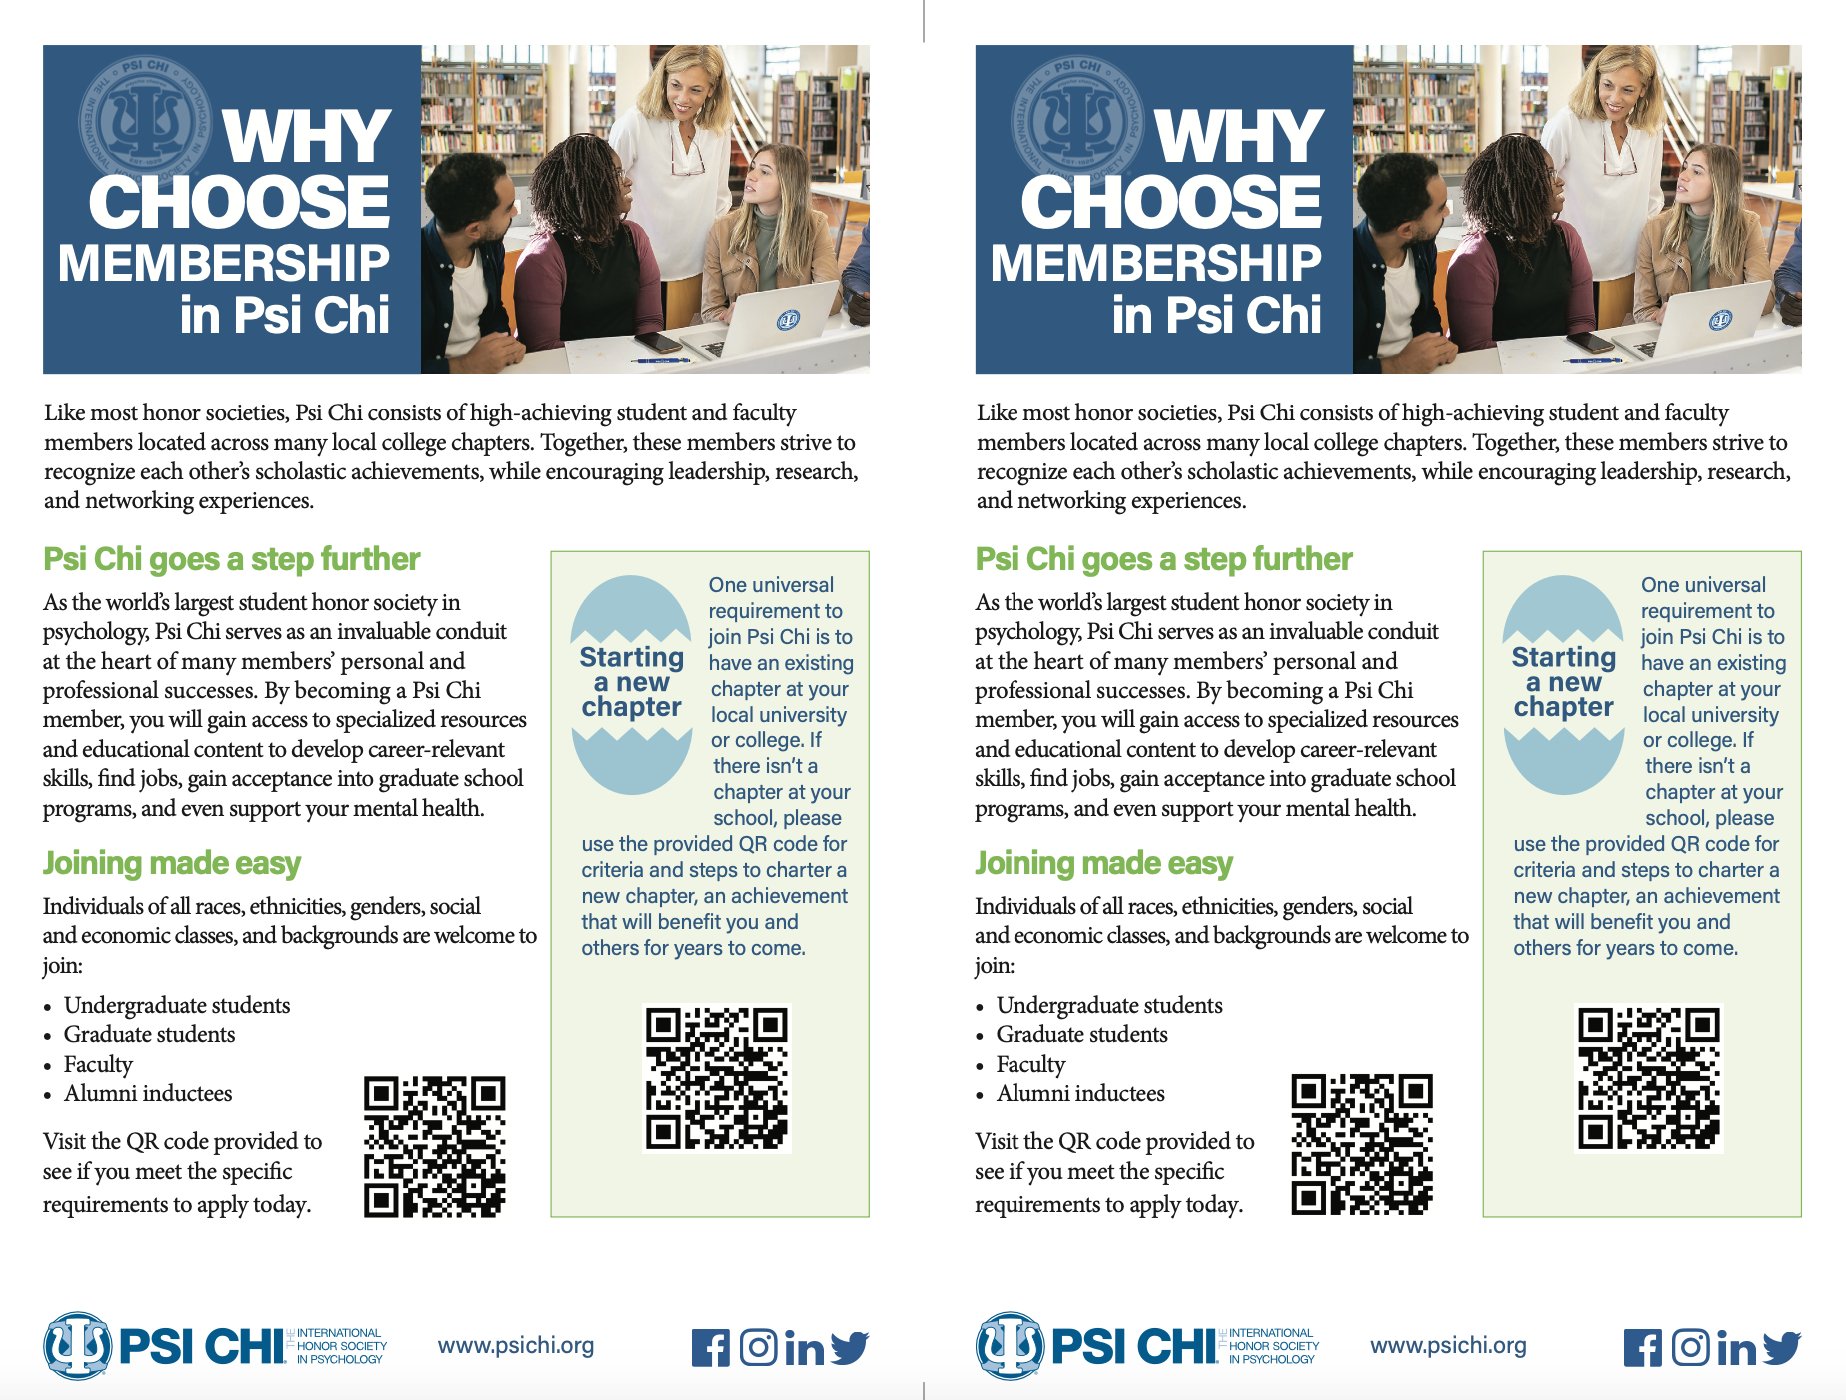 PSI CHI
THE INTERNATIONAL HONOR SOCIETY IN PSYCHOLOGY
EST·1929
WHY
CHOOSE
MEMBERSHIP
in Psi Chi
Like most honor societies, Psi Chi consists of high-achieving student and faculty
members located across many local college chapters. Together, these members strive to
recognize each other’s scholastic achievements, while encouraging leadership, research,
and networking experiences.
Psi Chi goes a step further
As the world’s largest student honor society in
psychology, Psi Chi serves as an invaluable conduit
at the heart of many members’ personal and
professional successes. By becoming a Psi Chi
member, you will gain access to specialized resources
and educational content to develop career-relevant
skills, find jobs, gain acceptance into graduate school
programs, and even support your mental health.
Joining made easy
Individuals of all races, ethnicities, genders, social
and economic classes, and backgrounds are welcome to
join:
• Undergraduate students
• Graduate students
• Faculty
• Alumni inductees
Visit the QR code provided to
see if you meet the specific
requirements to apply today.
Starting
a new
chapter
One universal
requirement to
join Psi Chi is to
have an existing
chapter at your
local university
or college. If
there isn’t a
chapter at your
school, please
use the provided QR code for
criteria and steps to charter a
new chapter, an achievement
that will benefit you and
others for years to come.
PSI CHI
THE
INTERNATIONAL
HONOR SOCIETY
IN PSYCHOLOGY
www.psichi.org
PSI CHI
THE INTERNATIONAL HONOR SOCIETY IN PSYCHOLOGY
EST·1929
WHY
CHOOSE
MEMBERSHIP
in Psi Chi
Like most honor societies, Psi Chi consists of high-achieving student and faculty
members located across many local college chapters. Together, these members strive to
recognize each other’s scholastic achievements, while encouraging leadership, research,
and networking experiences.
Psi Chi goes a step further
As the world’s largest student honor society in
psychology, Psi Chi serves as an invaluable conduit
at the heart of many members’ personal and
professional successes. By becoming a Psi Chi
member, you will gain access to specialized resources
and educational content to develop career-relevant
skills, find jobs, gain acceptance into graduate school
programs, and even support your mental health.
Joining made easy
Individuals of all races, ethnicities, genders, social
and economic classes, and backgrounds are welcome to
join:
• Undergraduate students
• Graduate students
• Faculty
• Alumni inductees
Visit the QR code provided to
see if you meet the specific
requirements to apply today.
Starting
a new
chapter
One universal
requirement to
join Psi Chi is to
have an existing
chapter at your
local university
or college. If
there isn’t a
chapter at your
school, please
use the provided QR code for
criteria and steps to charter a
new chapter, an achievement
that will benefit you and
others for years to come.
PSI CHI
THE
INTERNATIONAL
HONOR SOCIETY
IN PSYCHOLOGY
www.psichi.org